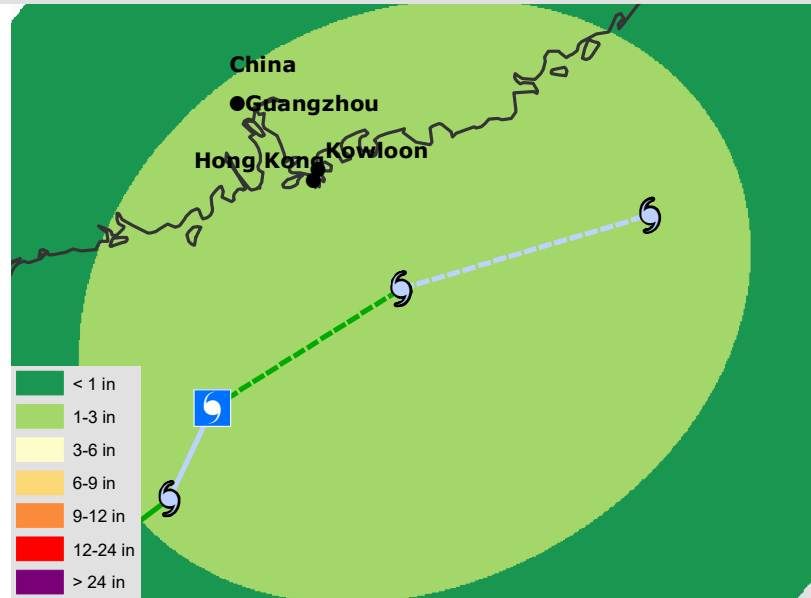 China
Guangzhou
Kowloon
Hong Kong
< 1 in
1-3 in
3-6 in
6-9 in
9-12 in
12-24 in
> 24 in